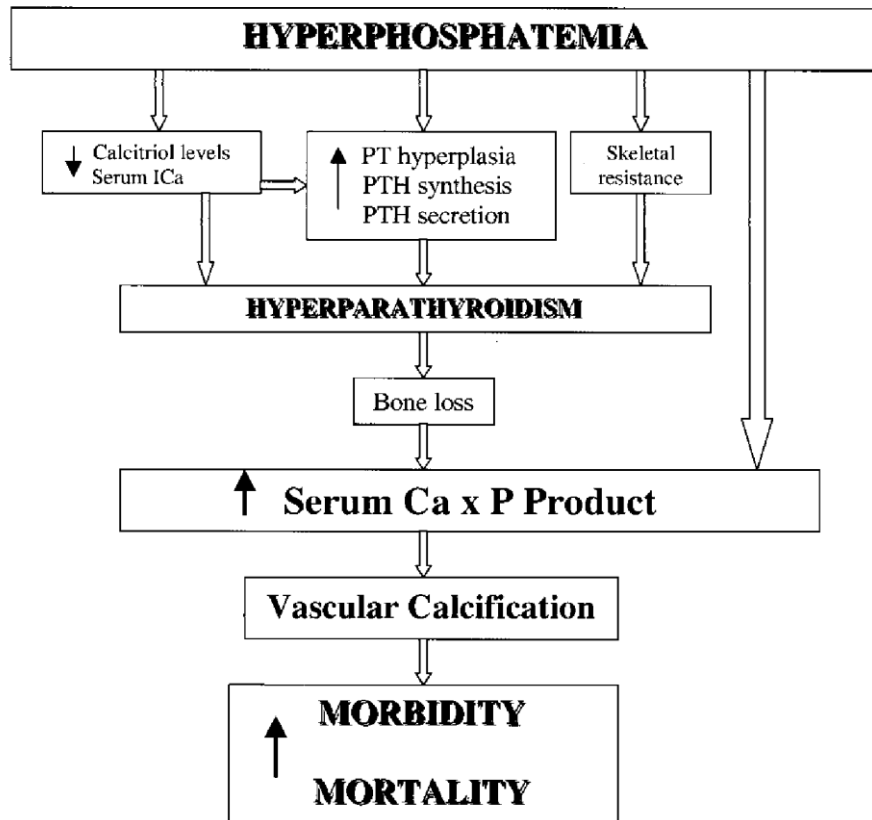 HYPERPHOSPHATEMIA
Calcitriol levels
Serum ICa
PT hyperplasia
PTH synthesis
PTH secretion
Skeletal
resistance
HYPERPARATHYROIDISM
Bone loss
Serum Ca x P Product
Vascular Calcification
MORBIDITY
MORTALITY